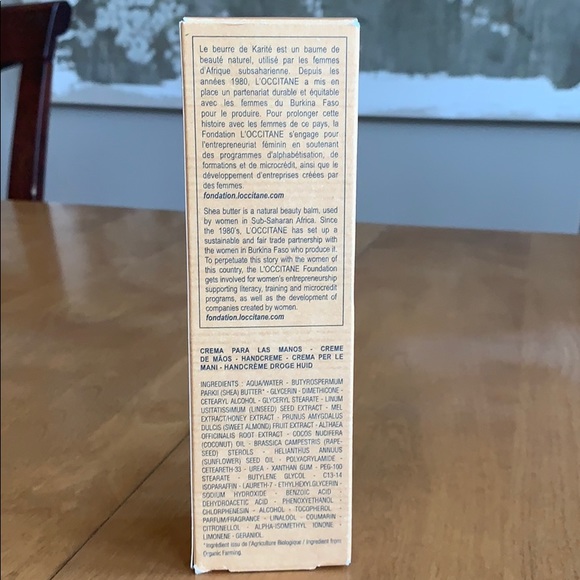 Le beurre de Karité est un baume de
beauté naturel, utilisé par les femmes
d'Afrique subsaharienne. Depuis les
années 1980, L'OCCITANE a mis en
place un partenariat durable et équitable
avec les femmes du Burkina Faso
pour le produire. Pour prolonger cette
histoire avec les femmes de ce pays, la
Fondation L'OCCITANE s'engage pour
l'entrepreneuriat féminin en soutenant
des programmes d'alphabétisation, de
formations et de microcrédit, ainsi que le
développement d'entreprises créées par
des femmes.
fondation.loccitane.com
Shea butter is a natural beauty balm, used
by women in Sub-Saharan Africa. Since
the 1980's, L'OCCITANE has set up a
sustainable and fair trade partnership with
the women in Burkina Faso who produce it.
To perpetuate this story with the women of
this country, the L'OCCITANE Foundation
gets involved for women's entrepreneurship
supporting literacy, training and microcredit
programs, as well as the development of
companies created by women.
fondation.loccitane.com
CREMA PARA LAS MANOS - CREME
DE MÃOS - HANDCREME - CREMA PER LE
MANI - HANDCRÈME DROGE HUID
INGREDIENTS : AQUA/WATER - BUTYROSPERMUM
PARKII (SHEA) BUTTER* - GLYCERIN - DIMETHICONE -
CETEARYL ALCOHOL - GLYCERYL STEARATE - LINUM
USITATISSIMUM (LINSEED) SEED EXTRACT - MEL
EXTRACT/HONEY EXTRACT - PRUNUS AMYGDALUS
DULCIS (SWEET ALMOND) FRUIT EXTRACT - ALTHAEA
OFFICINALIS ROOT EXTRACT - COCOS NUCIFERA
(COCONUT) OIL - BRASSICA CAMPESTRIS (RAPE-
SEED) STEROLS - HELIANTHUS ANNUUS
(SUNFLOWER) SEED OIL - POLYACRYLAMIDE -
CETEARETH-33 - UREA - XANTHAN GUM - PEG-100
STEARATE - BUTYLENE GLYCOL - C13-14
ISOPARAFFIN - LAURETH-7 - ETHYLHEXYLGLYCERIN -
SODIUM HYDROXIDE - BENZOIC ACID -
DEHYDROACETIC ACID - PHENOXYETHANOL -
CHLORPHENESIN - ALCOHOL - TOCOPHEROL -
PARFUM/FRAGRANCE - LINALOOL - COUMARIN -
CITRONELLOL - ALPHA-ISOMETHYL IONONE -
LIMONENE - GERANIOL.
*Ingrédient issu de l'Agriculture Biologique / Ingredient from
Organic Farming.